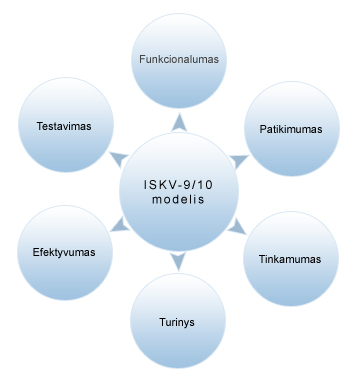 Funkcionalumas
Testavimas
Patikimumas
ISKV-9/10
modelis
Efektyvumas
Tinkamumas
Turinys